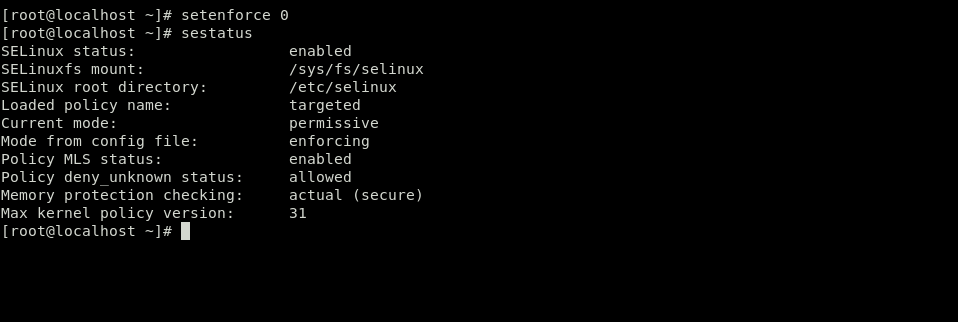 [root@localhost ~]# setenforce 0
[root@localhost ~]# sestatus
SELinux status:                 enabled
SELinuxfs mount:                /sys/fs/selinux
SELinux root directory:         /etc/selinux
Loaded policy name:             targeted
Current mode:                   permissive
Mode from config file:          enforcing
Policy MLS status:              enabled
Policy deny_unknown status:     allowed
Memory protection checking:     actual (secure)
Max kernel policy version:      31
[root@localhost ~]#